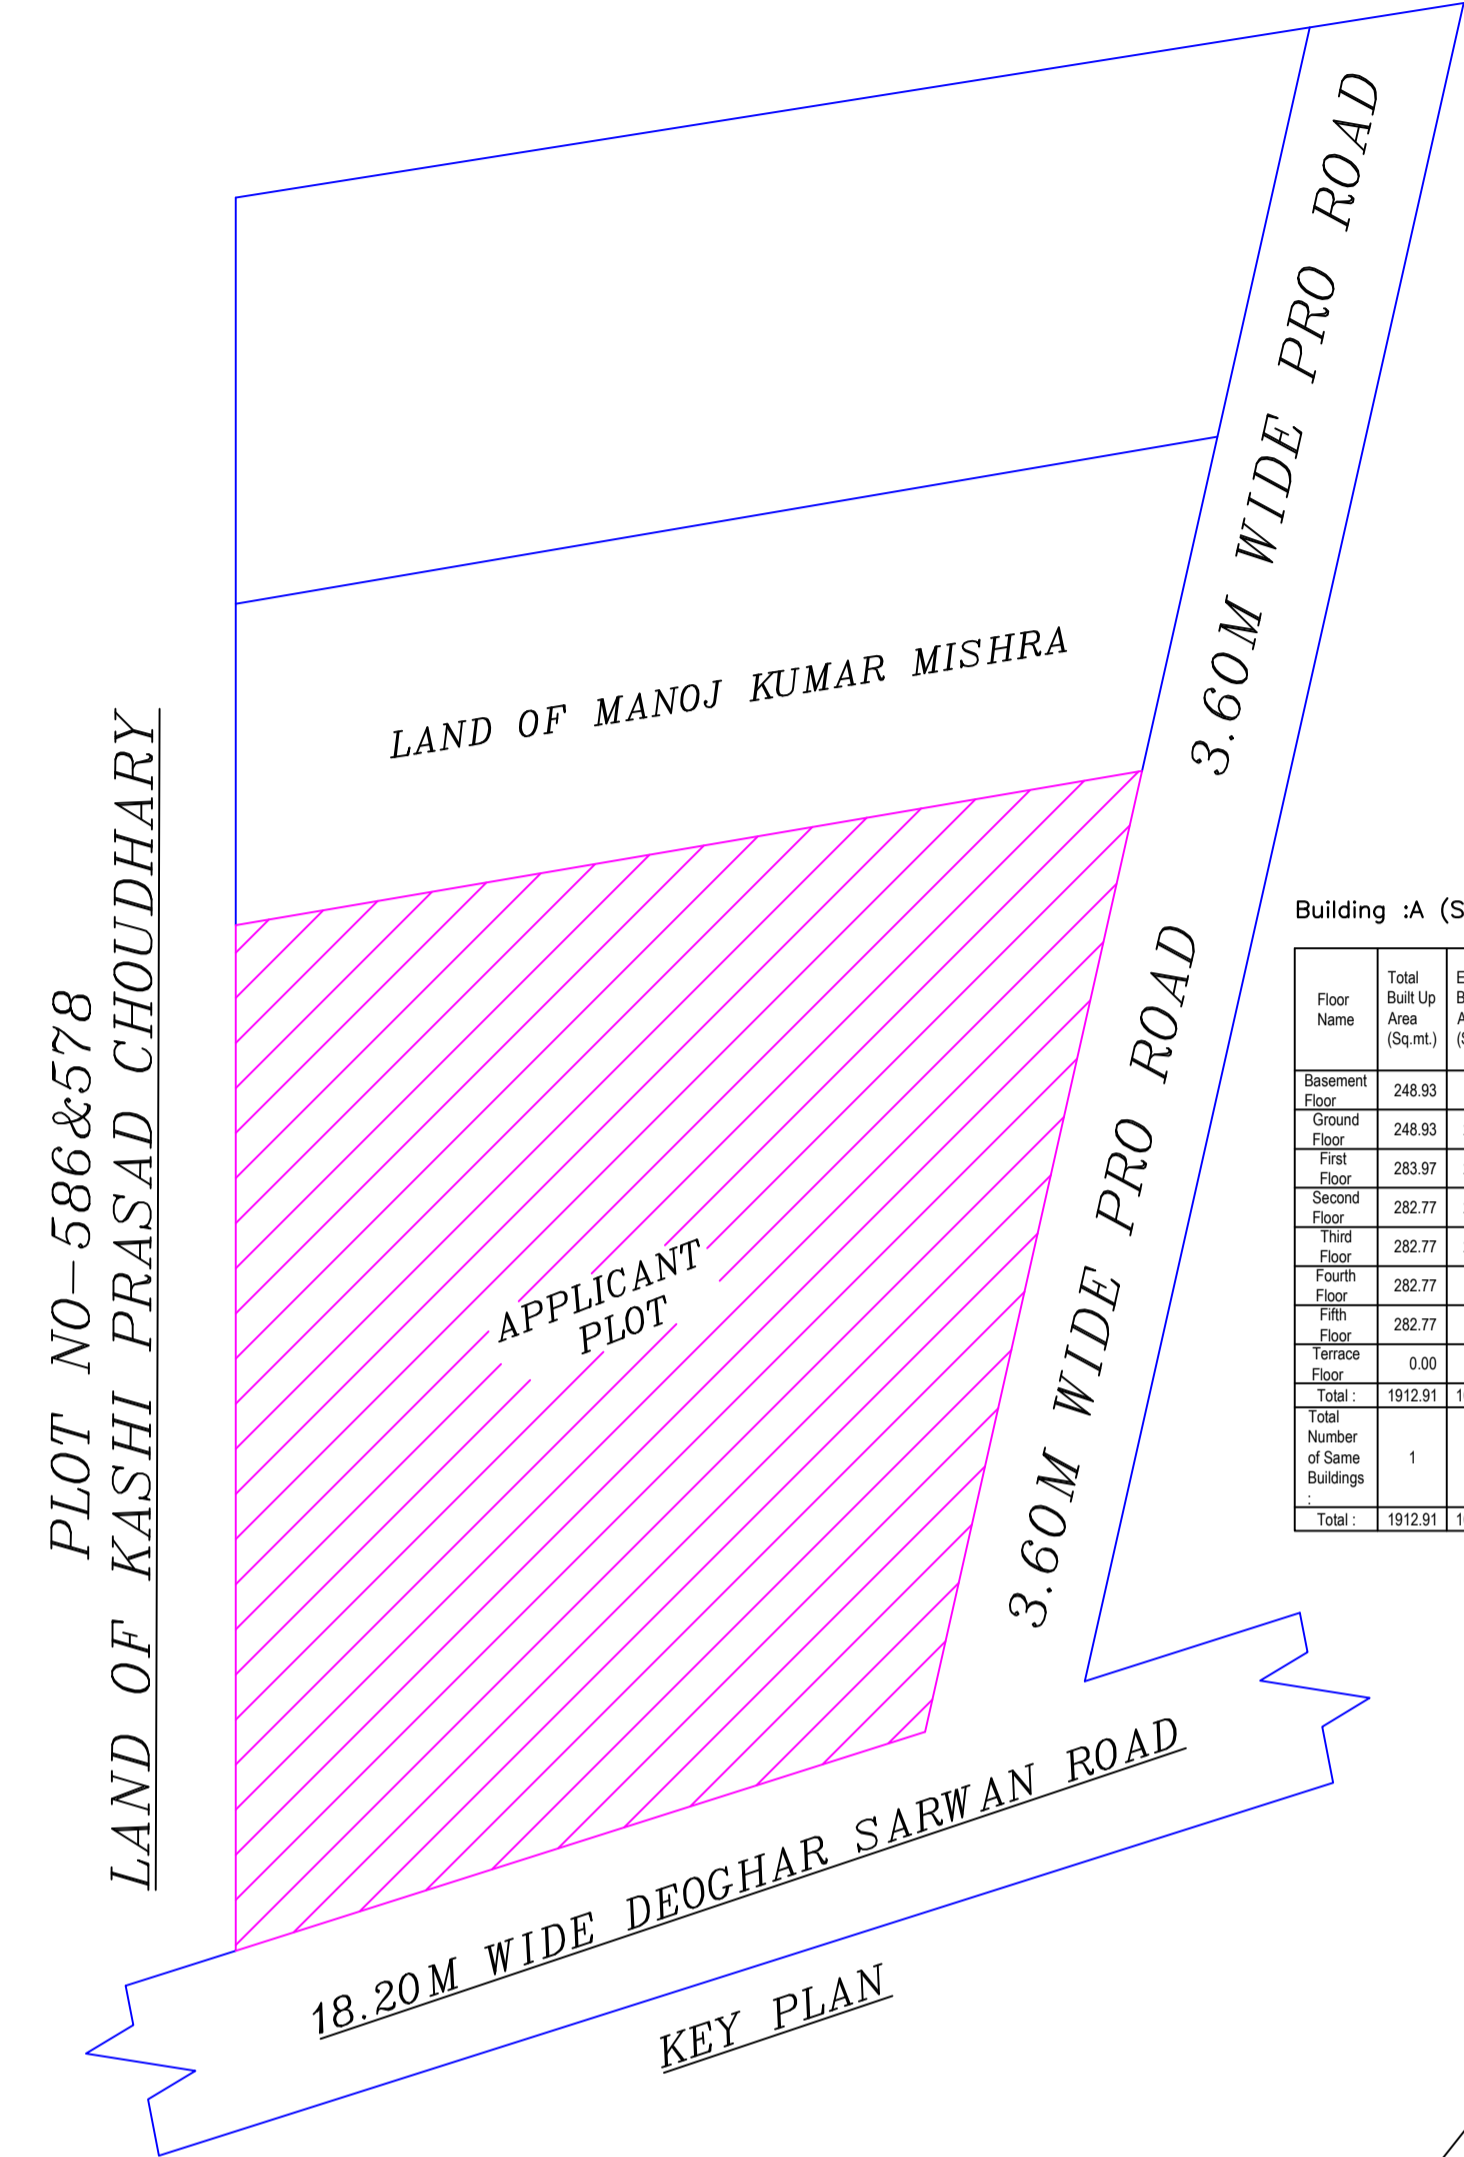 3.60M WIDE PRO ROAD
LAND OF MANOJ KUMAR MISHRA
PLOT NO-586&578
LAND OF KASHI PRASAD CHOUDHARY
APPLICANT
PLOT
3.60M WIDE PRO ROAD
18.20M WIDE DEOGHAR SARWAN ROAD
KEY PLAN
Building :A (S
Floor
Name
Total
Built Up
Area
(Sq.mt.)
Basement
Floor 248.93
Ground
Floor 248.93
First
Floor 283.97
Second
Floor 282.77
Third
Floor 282.77
Fourth
Floor 282.77
Fifth
Floor 282.77
Terrace
Floor 0.00
Total : 1912.91
Total
Number
of Same
Buildings
: 1
Total : 1912.91